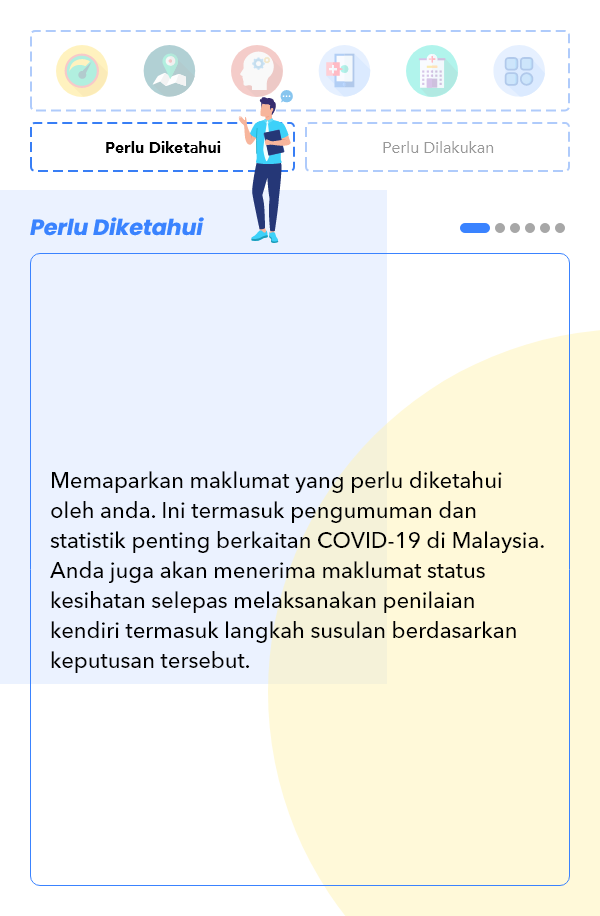 Perlu Diketahui
Perlu Dilakukan
Perlu Diketahui
Memaparkan maklumat yang perlu diketahui
oleh anda. Ini termasuk pengumuman dan
statistik penting berkaitan COVID-19 di Malaysia.
Anda juga akan menerima maklumat status
kesihatan selepas melaksanakan penilaian
kendiri termasuk langkah susulan berdasarkan
keputusan tersebut.